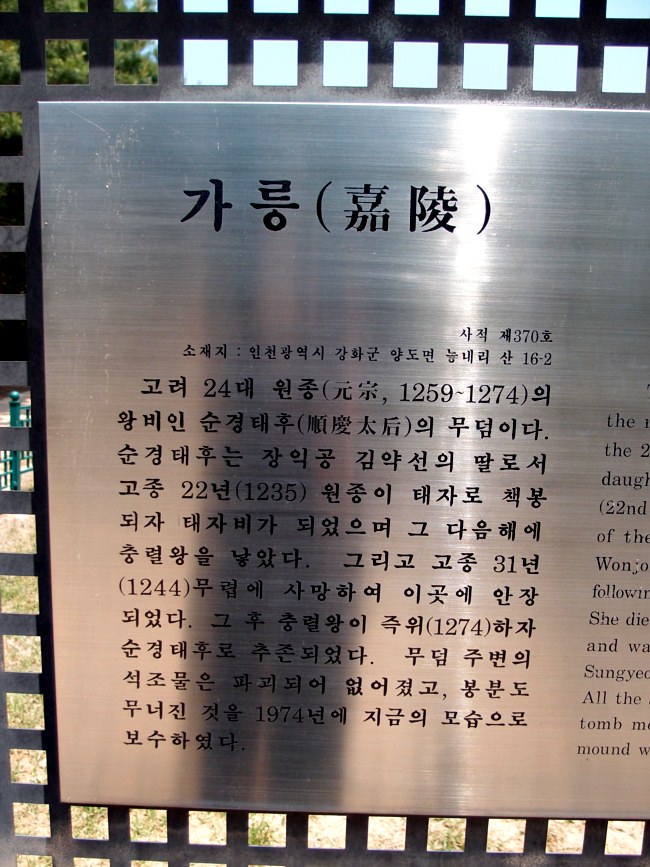 가릉(嘉陵)
사적 제370호
소재지 : 인천광역시 강화군 양도면 능내리 산 16-2
고려 24대 원종(元宗, 1259~1274)의
왕비인 순경태후(順慶太后)의 무덤이다.
순경태후는 장익공 김약선의 딸로서
고종 22년(1235) 원종이 태자로 책봉
되자 태자비가 되었으며 그 다음해에
충렬왕을 낳았다. 그리고 고종 31년
(1244)무렵에 사망하여 이곳에 안장
되었다. 그 후 충렬왕이 즉위(1274)하자
순경태후로 추존되었다. 무덤 주변의
석조물은 파괴되어 없어졌고, 봉분도
무너진 것을 1974년에 지금의 모습으로
보수하였다.
the
the 2
(22nd
of the
She die
and wa
All the
tomb
mound w